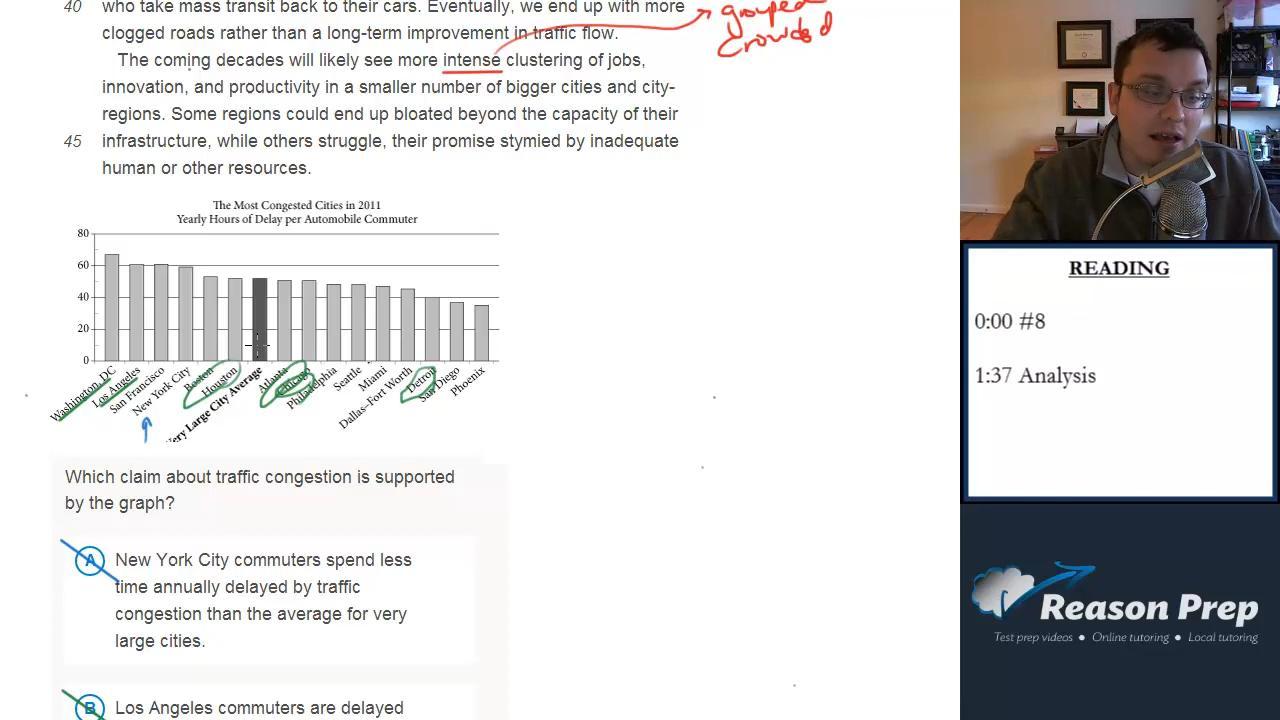 40 who take mass transit back to their cars. Eventually, we end up with more
clogged roads rather than a long-term improvement in traffic flow.
grouped
crowded
The coming decades will likely see more intense clustering of jobs,
innovation, and productivity in a smaller number of bigger cities and city-
regions. Some regions could end up bloated beyond the capacity of their
45 infrastructure, while others struggle, their promise stymied by inadequate
human or other resources.
The Most Congested Cities in 2011
Yearly Hours of Delay per Automobile Commuter
80
60
40
20
0
Washington, DC
Los Angeles
San Francisco
New York City
Boston
Houston
Very Large City Average
Atlanta
Chicago
Philadelphia
Seattle
Miami
Dallas–Fort Worth
Detroit
San Diego
Phoenix
Which claim about traffic congestion is supported
by the graph?
A New York City commuters spend less
time annually delayed by traffic
congestion than the average for very
large cities.
B Los Angeles commuters are delayed
READING
0:00 #8
1:37 Analysis
Reason Prep
Test prep videos • Online tutoring • Local tutoring